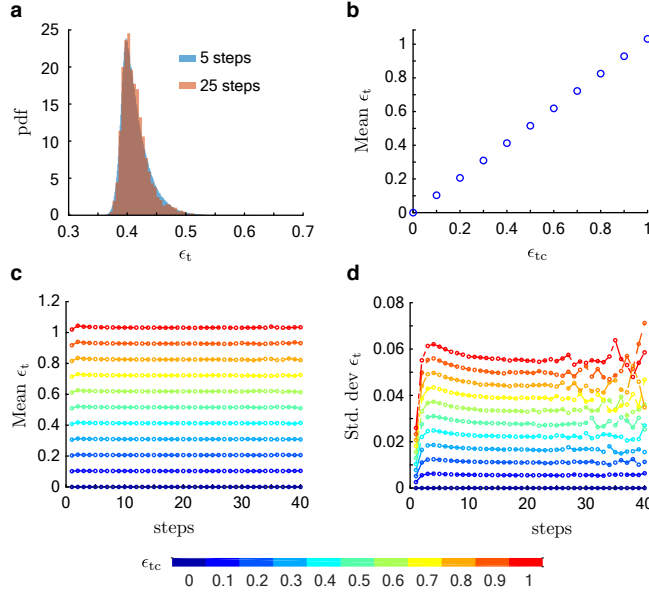 a
25
20
15
10
5
0
pdf
0.3 0.4 0.5 0.6 0.7
ϵt
5 steps
25 steps
b
1
0.8
0.6
0.4
0.2
0
Mean ϵt
0 0.2 0.4 0.6 0.8 1
ϵtc
c
1.2
1
0.8
0.6
0.4
0.2
0
Mean ϵt
0 10 20 30 40
steps
d
0.08
0.06
0.04
0.02
0
Std. dev ϵt
0 10 20 30 40
steps
ϵtc
0 0.1 0.2 0.3 0.4 0.5 0.6 0.7 0.8 0.9 1